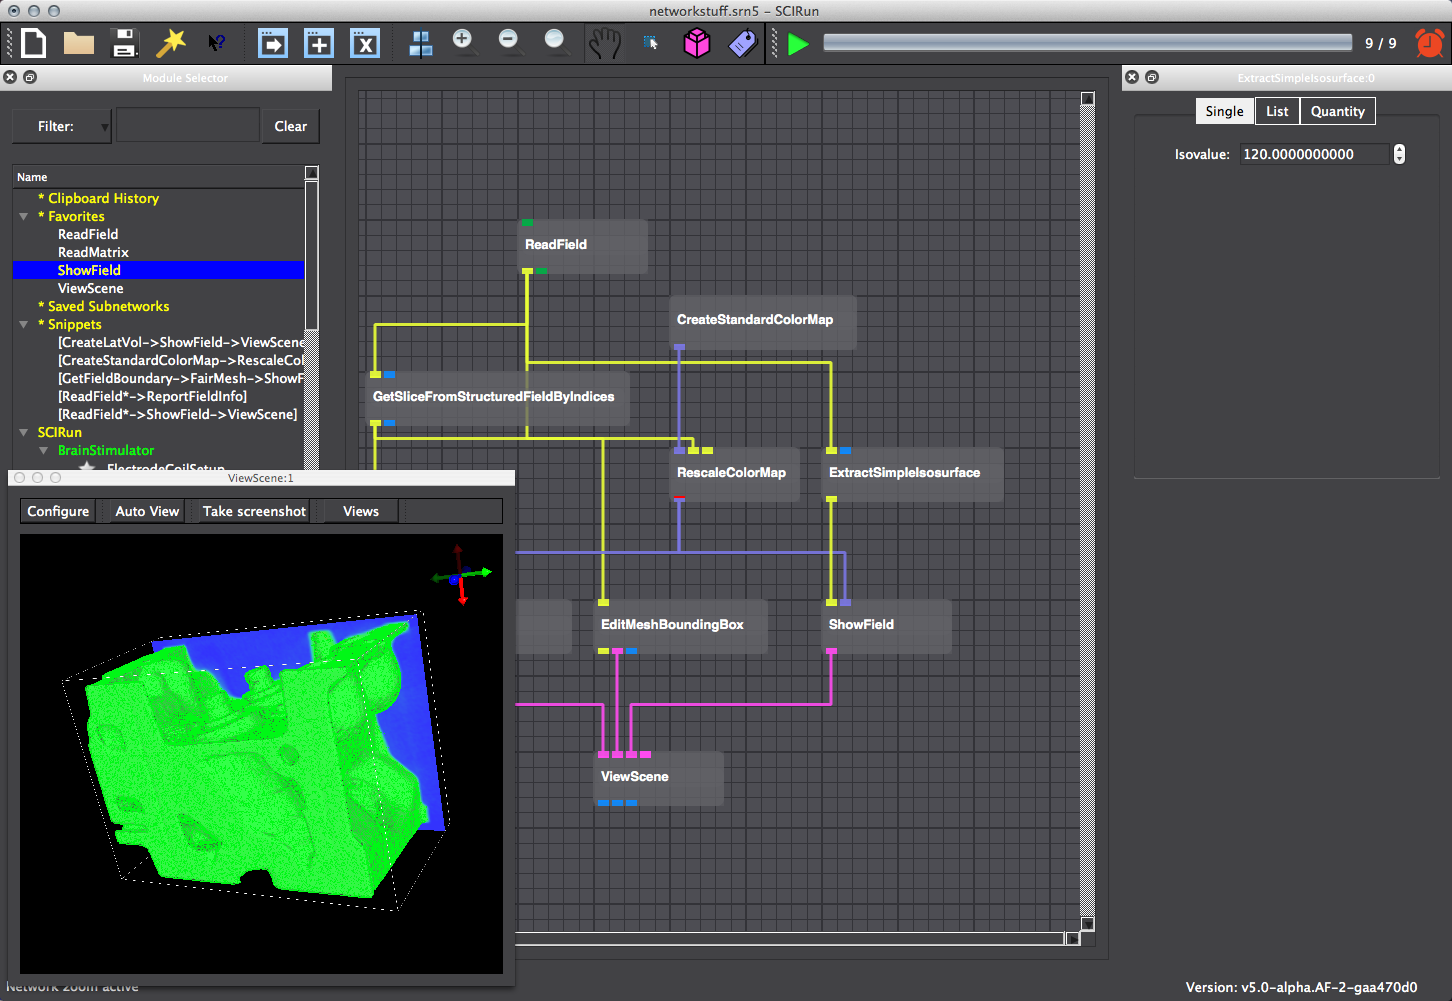 networkstuff.srn5 – SCIRun
9 / 9
Module Selector
Filter:
Clear
Name
* Clipboard History
* Favorites
ReadField
ReadMatrix
ShowField
ViewScene
* Saved Subnetworks
* Snippets
[CreateLatVol->ShowField->ViewScene
[CreateStandardColorMap->RescaleCol
[GetFieldBoundary->FairMesh->ShowF
[ReadField*->ReportFieldInfo]
[ReadField*->ShowField->ViewScene]
SCIRun
BrainStimulator
ElectrodeCoilSetup
ReadField
CreateStandardColorMap
GetSliceFromStructuredFieldByIndices
RescaleColorMap
ExtractSimpleIsosurface
EditMeshBoundingBox
ShowField
ViewScene
ViewScene:1
Configure
Auto View
Take screenshot
Views
ExtractSimpleIsosurface:0
Single
List
Quantity
Isovalue:
120.0000000000
Network zoom active
Version: v5.0-alpha.AF-2-gaa470d0